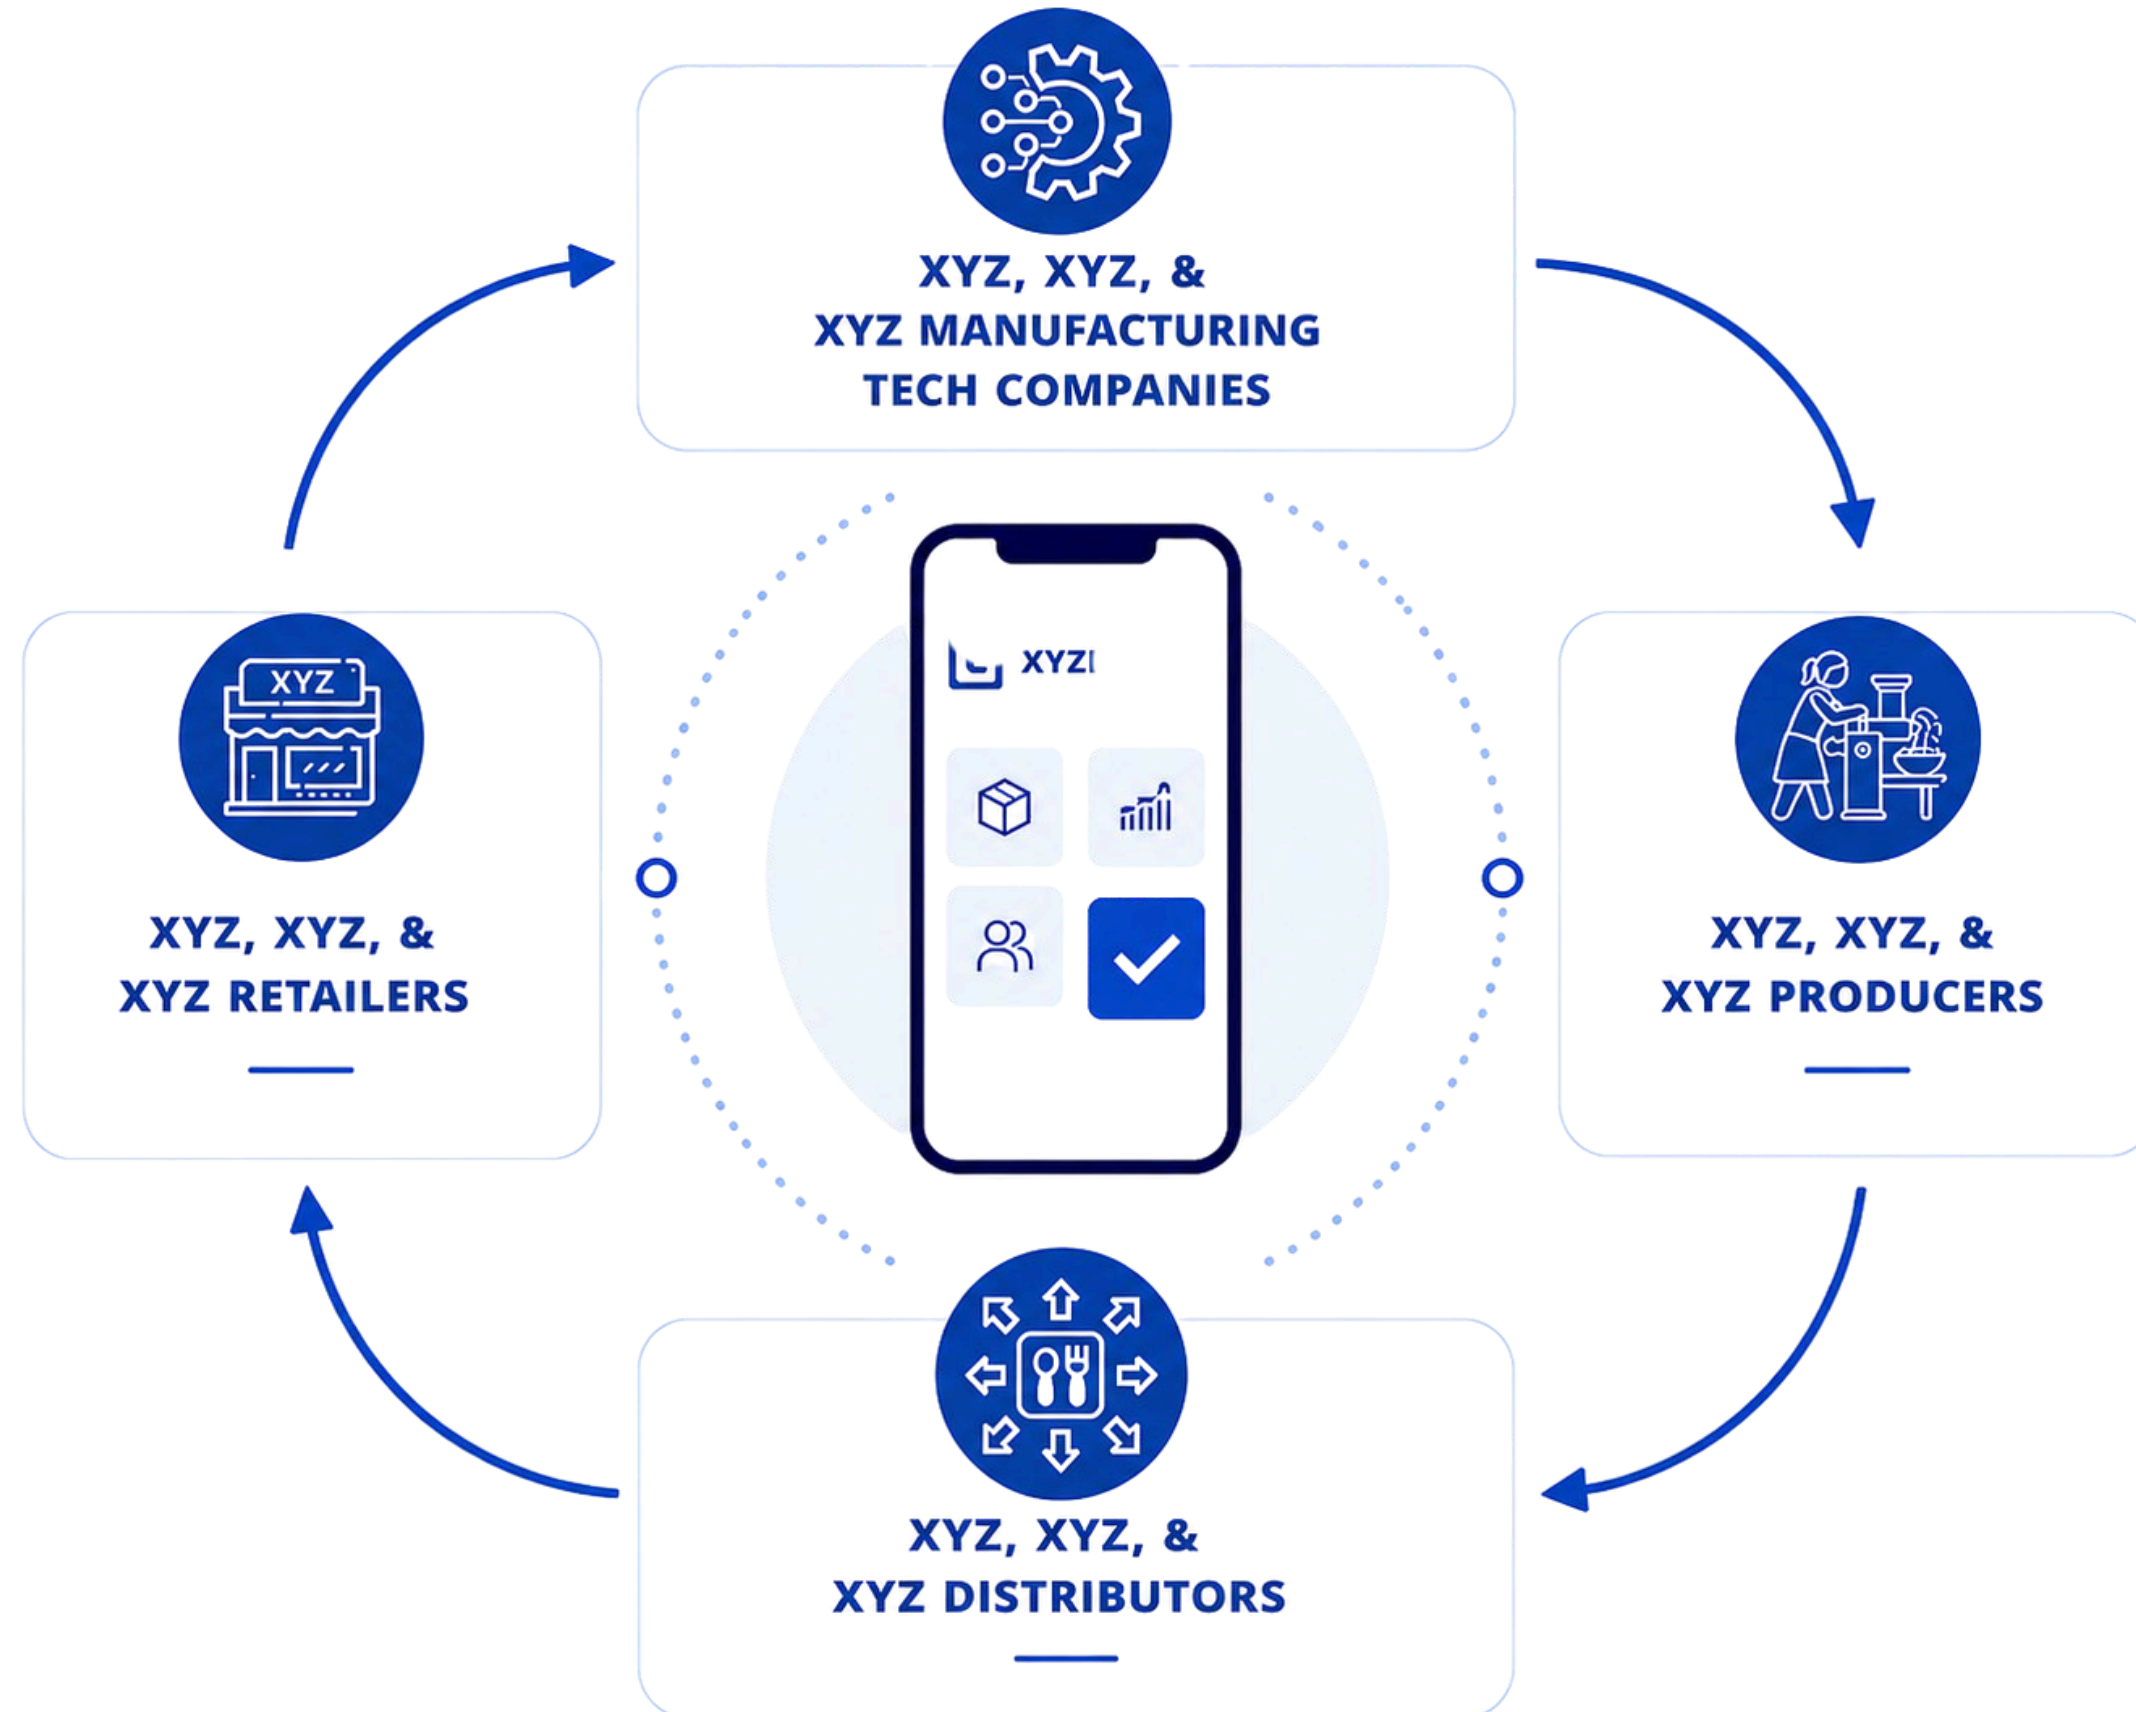 XYZ, XYZ, &
XYZ MANUFACTURING
TECH COMPANIES
XYZ
XYZ, XYZ, &
XYZ RETAILERS
XYZ
XYZ, XYZ, &
XYZ PRODUCERS
XYZ, XYZ, &
XYZ DISTRIBUTORS